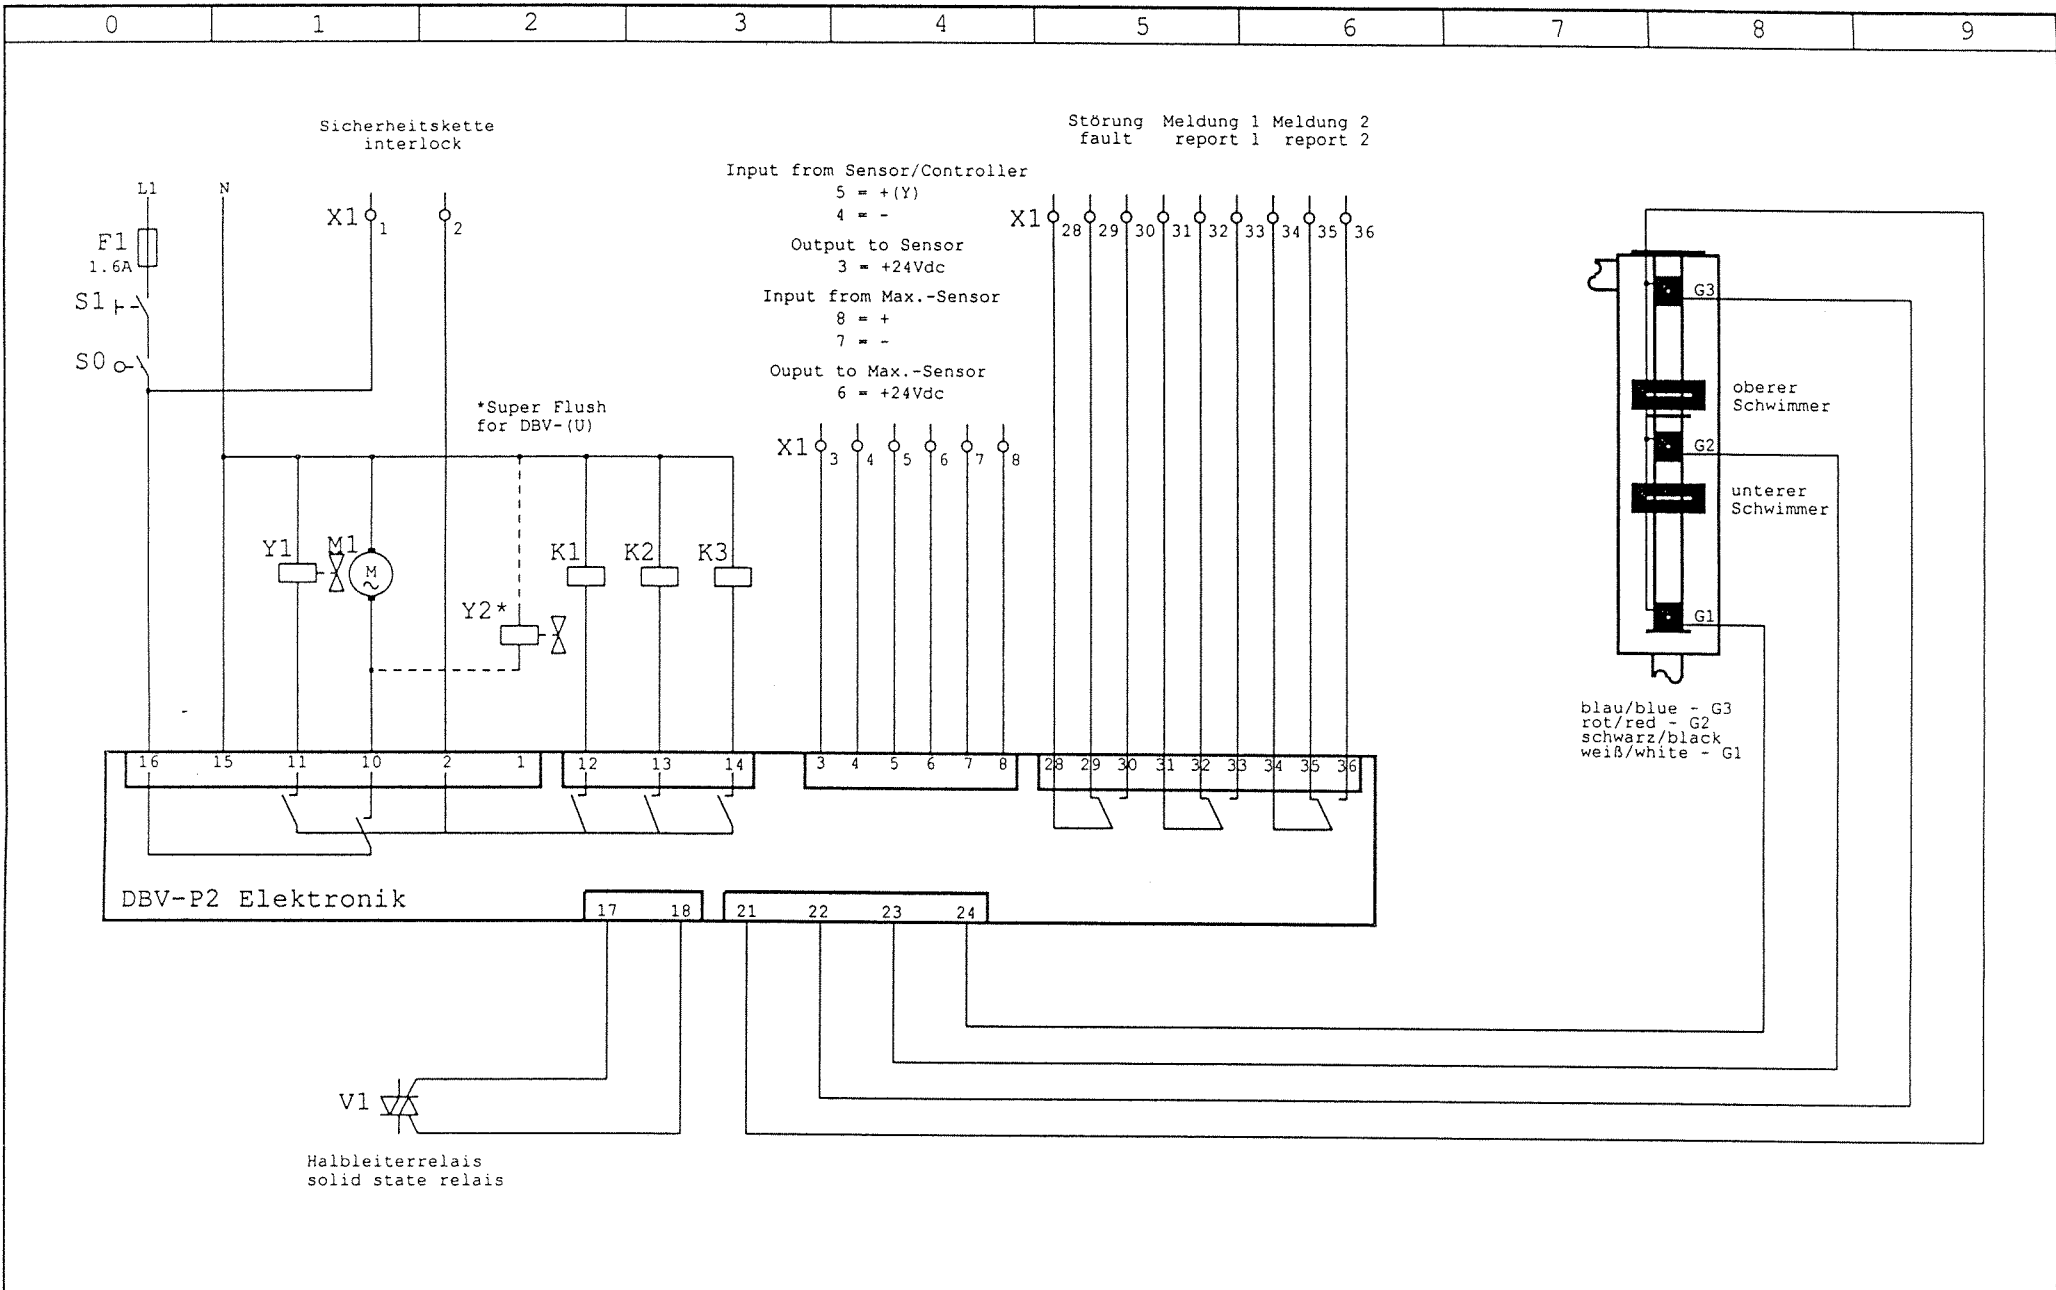 0 1 2 3 4 5 6 7 8 9
Sicherheitskette
interlock
Störung Meldung 1 Meldung 2
fault report 1 report 2
Input from Sensor/Controller
5 = +(Y)
4 = -
Output to Sensor
3 = +24Vdc
Input from Max.-Sensor
8 = +
7 = -
Ouput to Max.-Sensor
6 = +24Vdc
L1 N
X1 1 2
X1 28 29 30 31 32 33 34 35 36
F1
1.6A
S1
S0
*Super Flush
for DBV-(U)
X1 3 4 5 6 7 8
G3
oberer
Schwimmer
G2
unterer
Schwimmer
G1
Y1 M1 K1 K2 K3
M
Y2*
blau/blue - G3
rot/red - G2
schwarz/black
weiß/white - G1
16 15 11 10 2 1 12 13 14 3 4 5 6 7 8 28 29 30 31 32 33 34 35 36
DBV-P2 Elektronik
17 18 21 22 23 24
V1
Halbleiterrelais
solid state relais